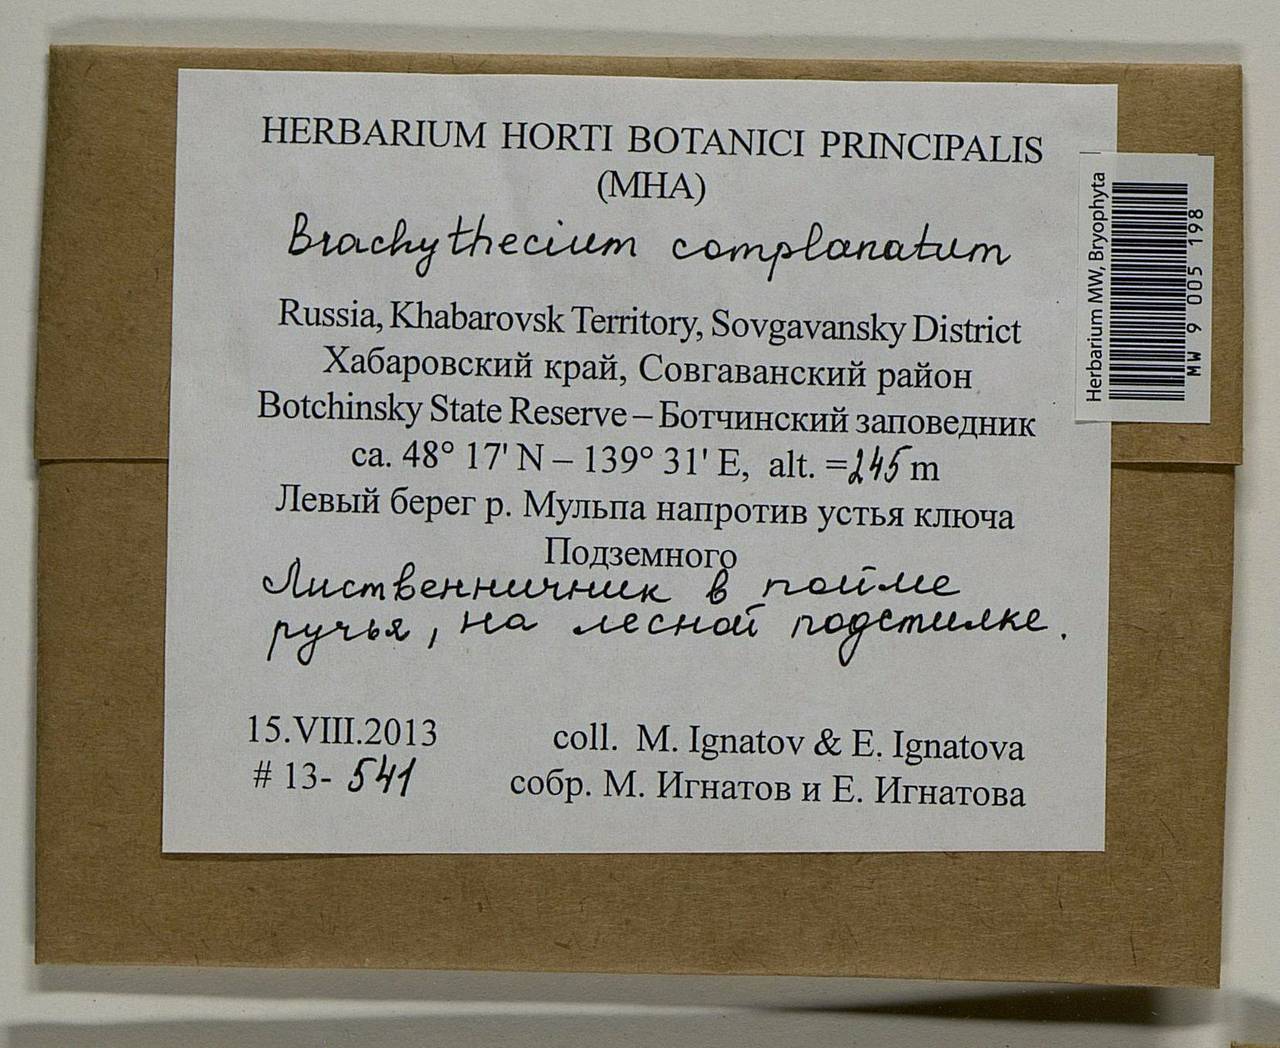 HERBARIUM HORTI BOTANICI PRINCIPALIS
(MHA)
Brachythecium complanatum
Russia, Khabarovsk Territory, Sovgavansky District
Хабаровский край, Совгаванский район
Botchinsky State Reserve – Ботчинский заповедник
ca. 48° 17' N – 139° 31' E, alt. =245 m
Левый берег р. Мульпа напротив устья ключа
Подземного
Лиственничник в пойме
ручья, на лесной подстилке.
15.VIII.2013
# 13-541
coll. M. Ignatov & E. Ignatova
собр. М. Игнатов и Е. Игнатова
Herbarium MW, Bryophyta
MW 9 005 198